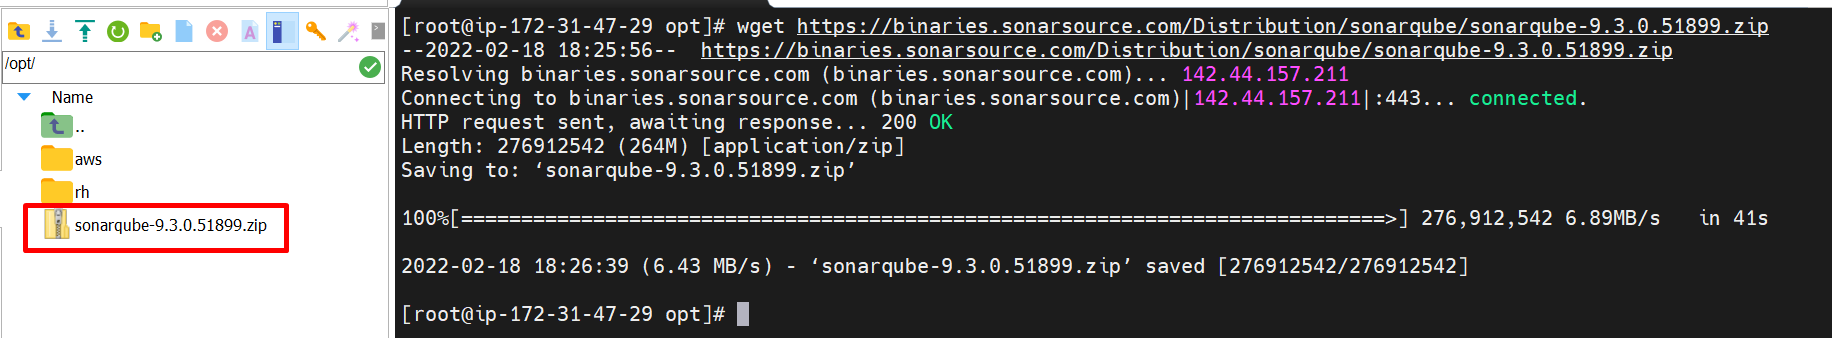 /opt/
Name
..
aws
rh
sonarqube-9.3.0.51899.zip
[root@ip-172-31-47-29 opt]# wget https://binaries.sonarsource.com/Distribution/sonarqube/sonarqube-9.3.0.51899.zip
--2022-02-18 18:25:56--  https://binaries.sonarsource.com/Distribution/sonarqube/sonarqube-9.3.0.51899.zip
Resolving binaries.sonarsource.com (binaries.sonarsource.com)... 142.44.157.211
Connecting to binaries.sonarsource.com (binaries.sonarsource.com)|142.44.157.211|:443... connected.
HTTP request sent, awaiting response... 200 OK
Length: 276912542 (264M) [application/zip]
Saving to: ‘sonarqube-9.3.0.51899.zip’
100%[=============================================================================>] 276,912,542 6.89MB/s   in 41s
2022-02-18 18:26:39 (6.43 MB/s) - ‘sonarqube-9.3.0.51899.zip’ saved [276912542/276912542]
[root@ip-172-31-47-29 opt]#